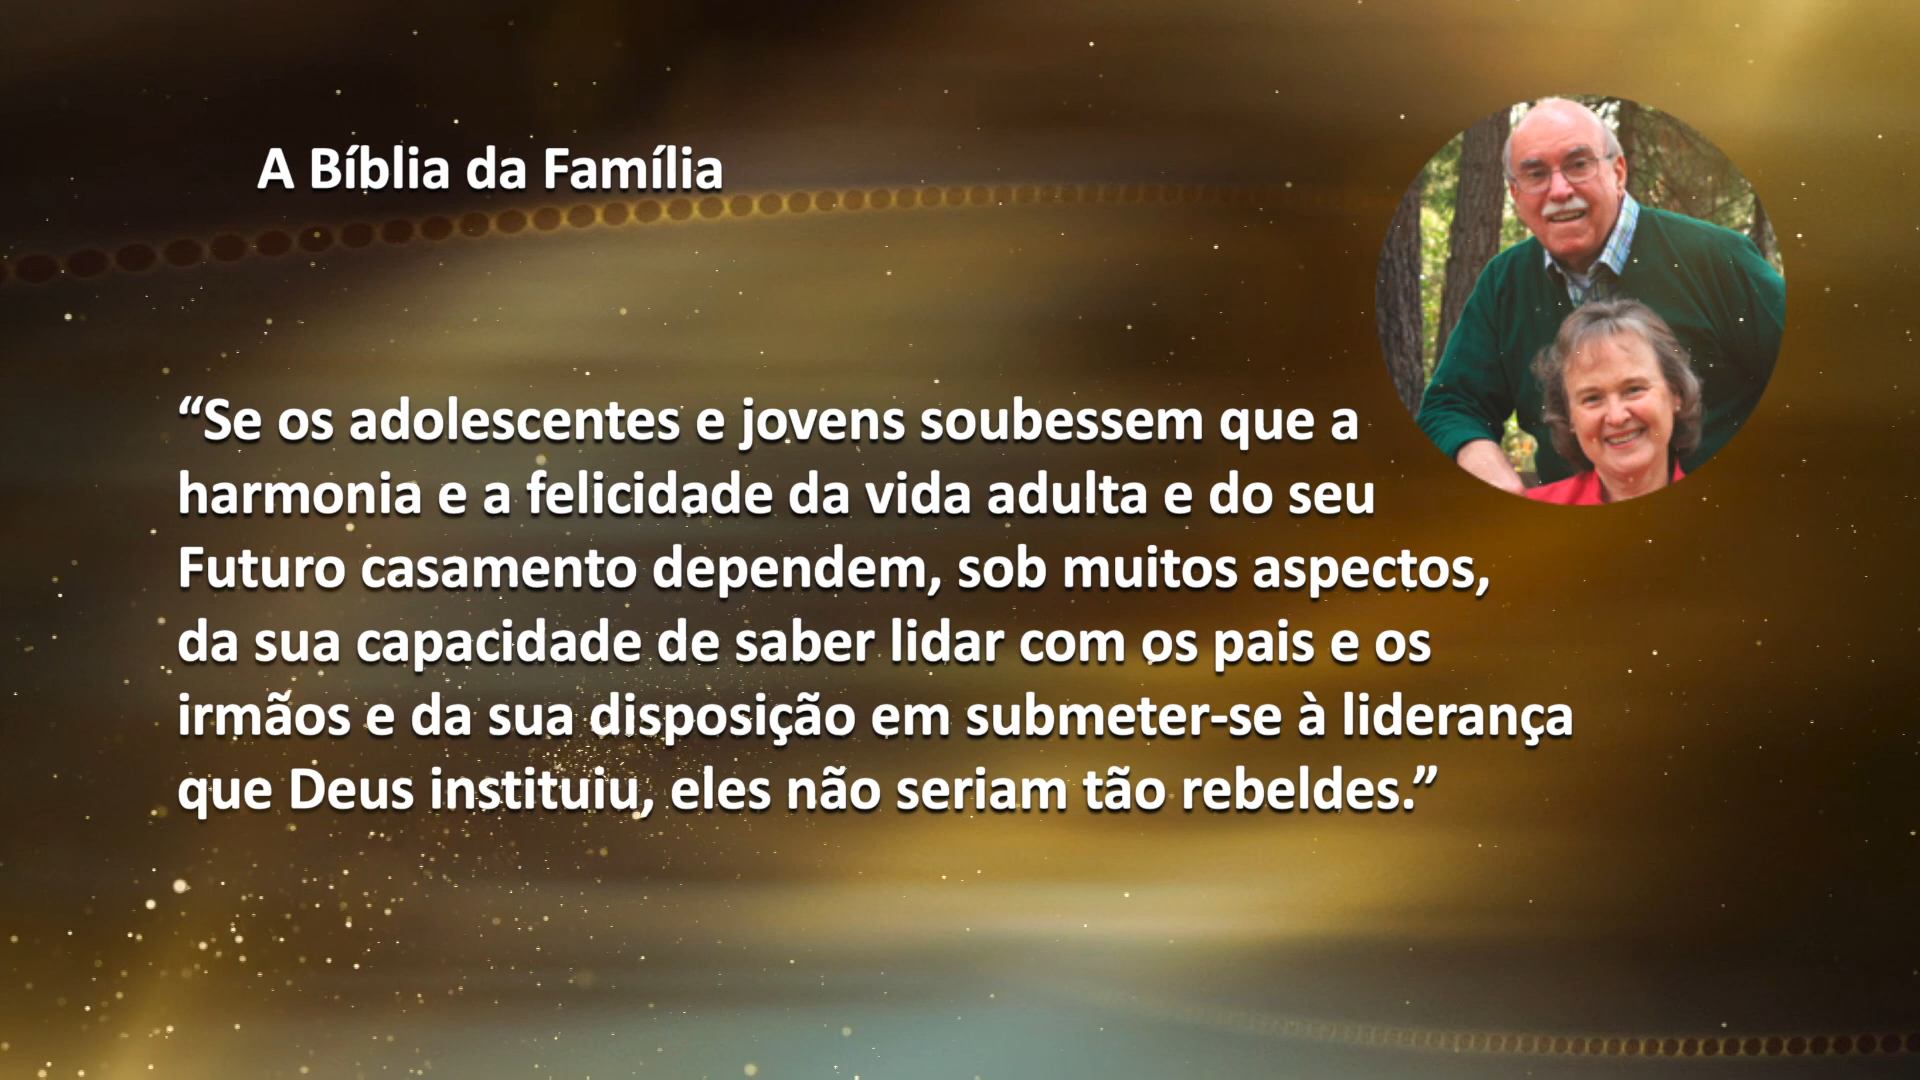 A Bíblia da Família
“Se os adolescentes e jovens soubessem que a
harmonia e a felicidade da vida adulta e do seu
Futuro casamento dependem, sob muitos aspectos,
da sua capacidade de saber lidar com os pais e os
irmãos e da sua disposição em submeter-se à liderança
que Deus instituiu, eles não seriam tão rebeldes.”